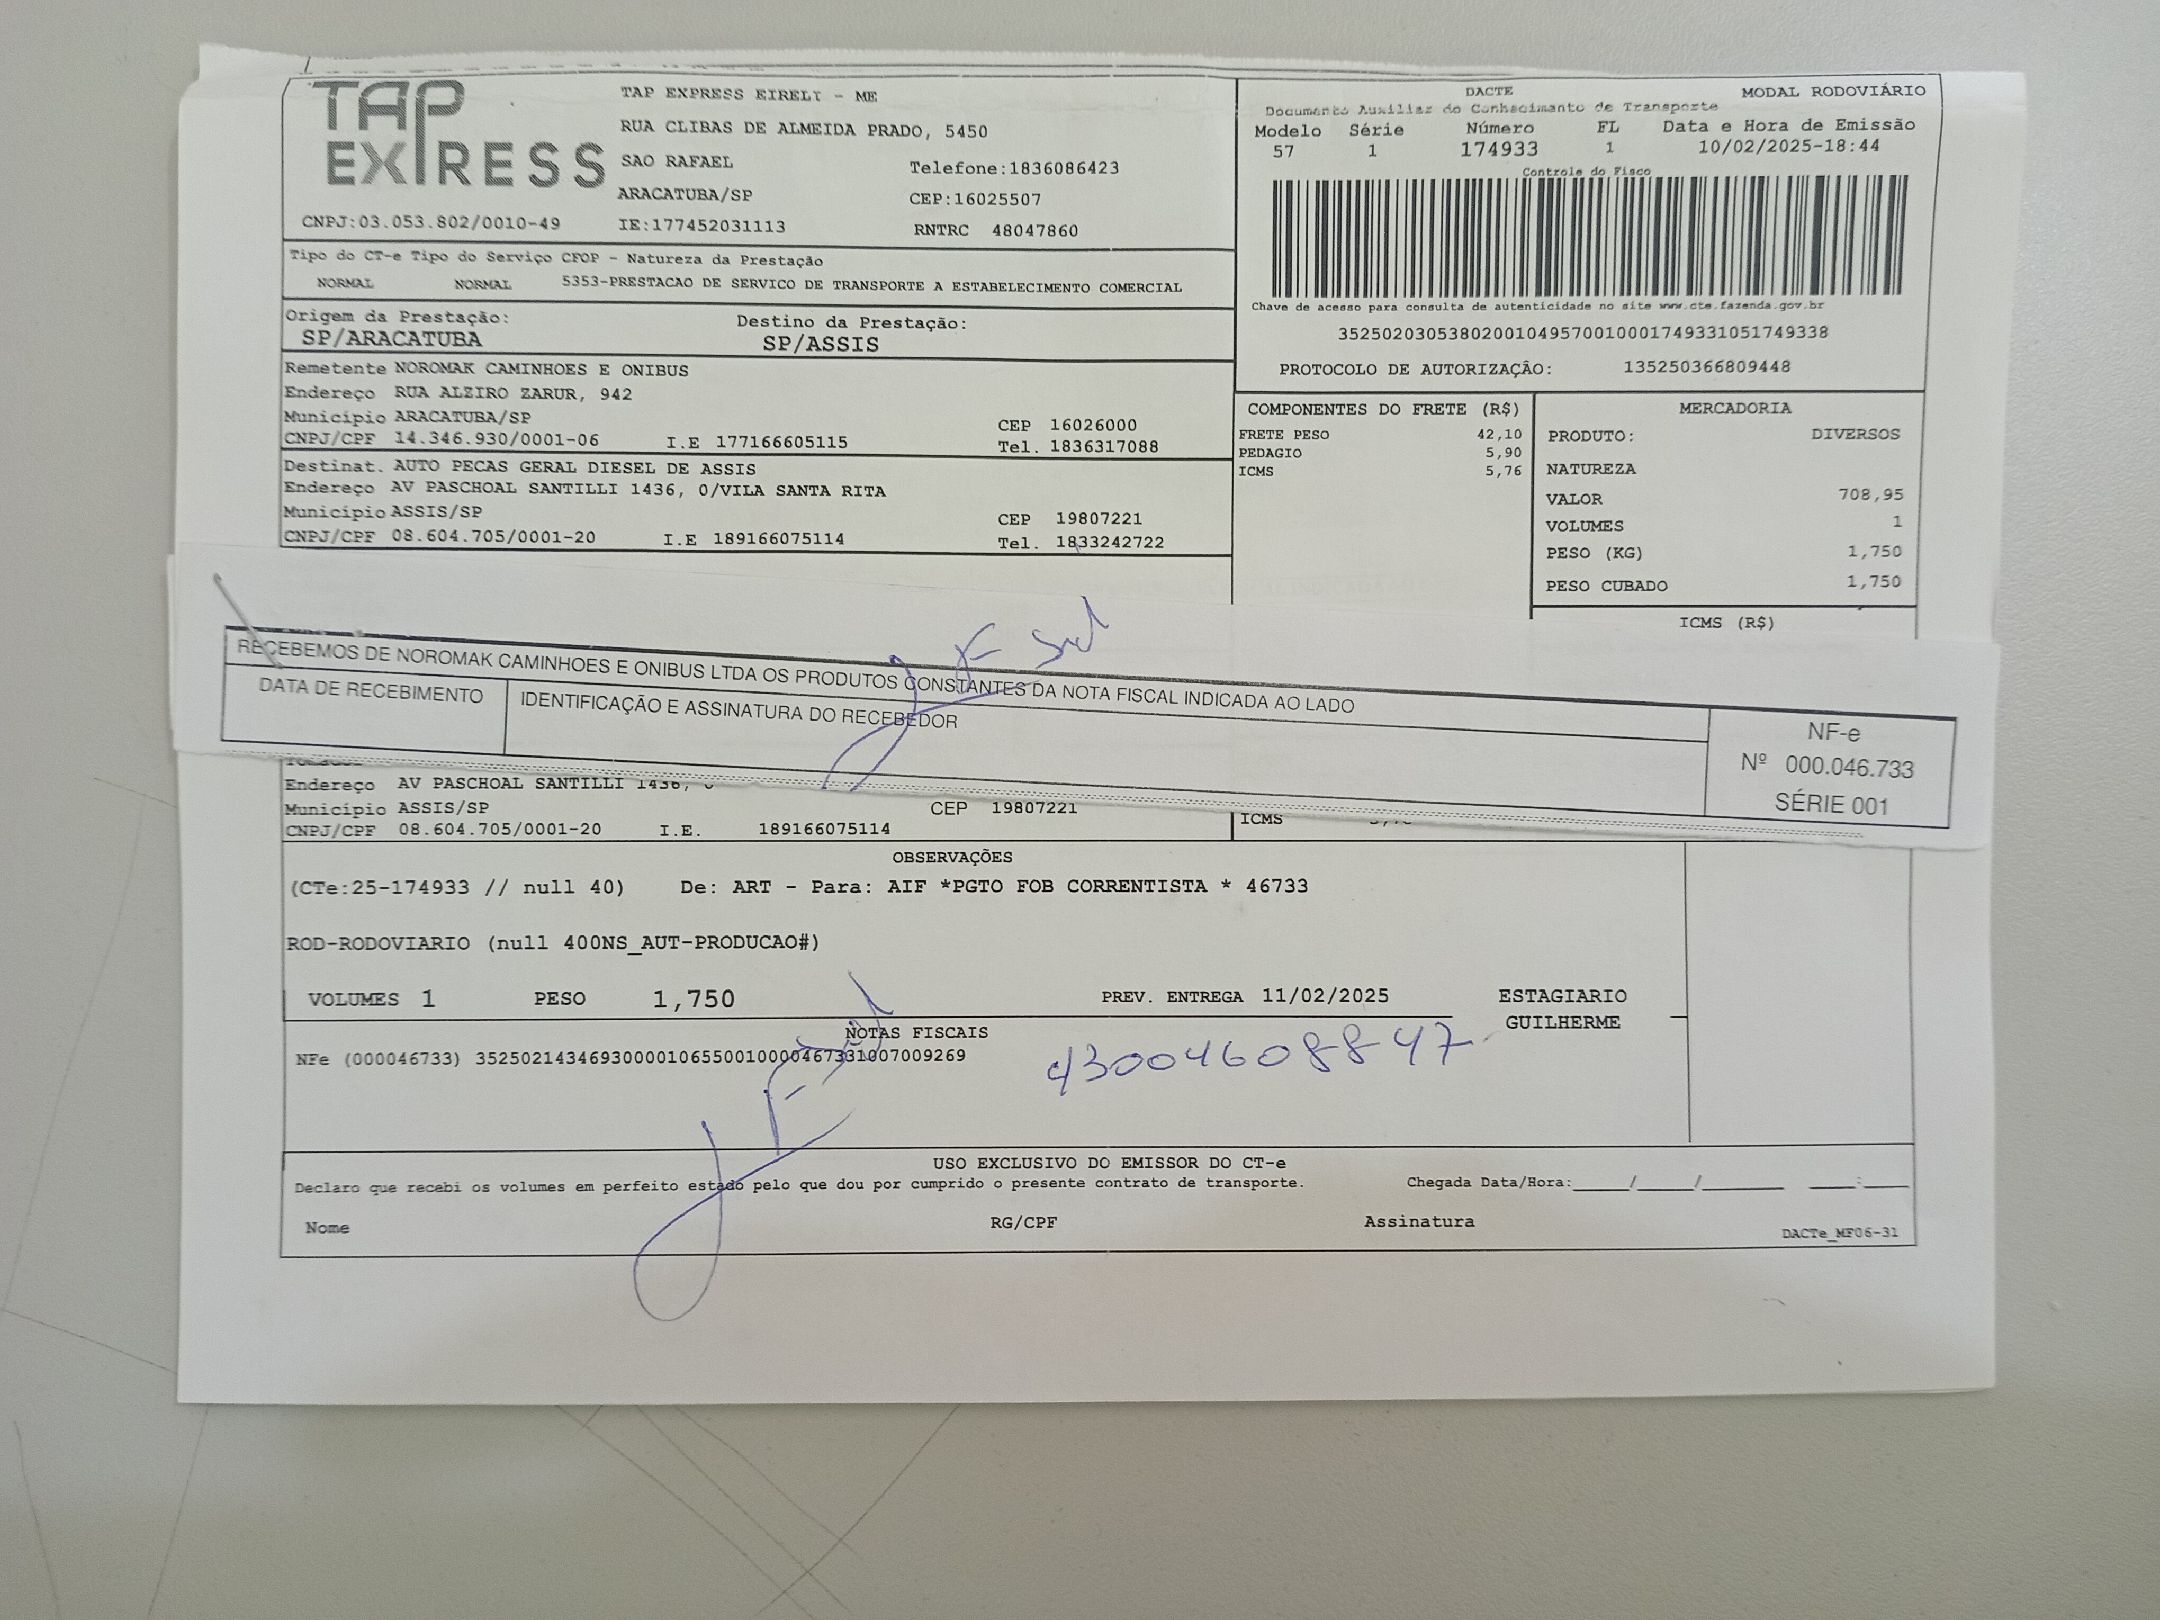 TAP EXPRESS
TAP EXPRESS EIRELI - ME
RUA CLIBAS DE ALMEIDA PRADO, 5450
SAO RAFAEL Telefone:1836086423
ARACATUBA/SP CEP:16025507
CNPJ:03.053.802/0010-49 IE:177452031113 RNTRC 48047860
DACTE MODAL RODOVIÁRIO
Documento Auxiliar do Conhecimento de Transporte
Modelo Série Número FL Data e Hora de Emissão
57 1 174933 1 10/02/2025-18:44
Controle do Fisco
Chave de acesso para consulta de autenticidade no site www.cte.fazenda.gov.br
35250203053802001049570010001749331051749338
PROTOCOLO DE AUTORIZAÇÃO: 135250366809448
Tipo do CT-e Tipo do Serviço CFOP - Natureza da Prestação
NORMAL NORMAL 5353-PRESTACAO DE SERVICO DE TRANSPORTE A ESTABELECIMENTO COMERCIAL
Origem da Prestação: Destino da Prestação:
SP/ARACATUBA SP/ASSIS
Remetente NOROMAK CAMINHOES E ONIBUS
Endereço RUA ALZIRO ZARUR, 942
Município ARACATUBA/SP CEP 16026000
CNPJ/CPF 14.346.930/0001-06 I.E 177166605115 Tel. 1836317088
Destinat. AUTO PECAS GERAL DIESEL DE ASSIS
Endereço AV PASCHOAL SANTILLI 1436, 0/VILA SANTA RITA
Município ASSIS/SP CEP 19807221
CNPJ/CPF 08.604.705/0001-20 I.E 189166075114 Tel. 1833242722
COMPONENTES DO FRETE (R$)
FRETE PESO 42,10
PEDAGIO 5,90
ICMS 5,76
MERCADORIA
PRODUTO: DIVERSOS
NATUREZA
VALOR 708,95
VOLUMES 1
PESO (KG) 1,750
PESO CUBADO 1,750
ICMS (R$)
RECEBEMOS DE NOROMAK CAMINHOES E ONIBUS LTDA OS PRODUTOS CONSTANTES DA NOTA FISCAL INDICADA AO LADO
DATA DE RECEBIMENTO IDENTIFICAÇÃO E ASSINATURA DO RECEBEDOR
NF-e
Nº 000.046.733
SÉRIE 001
Endereço AV PASCHOAL SANTILLI 1436,
Município ASSIS/SP CEP 19807221
CNPJ/CPF 08.604.705/0001-20 I.E. 189166075114
ICMS
OBSERVAÇÕES
(CTe:25-174933 // null 40) De: ART - Para: AIF *PGTO FOB CORRENTISTA * 46733
ROD-RODOVIARIO (null 400NS_AUT-PRODUCAO#)
VOLUMES 1 PESO 1,750 PREV. ENTREGA 11/02/2025 ESTAGIARIO
GUILHERME
NOTAS FISCAIS
NFe (000046733) 35250214346930000106550010000467331007009269
43004608847
USO EXCLUSIVO DO EMISSOR DO CT-e
Declaro que recebi os volumes em perfeito estado pelo que dou por cumprido o presente contrato de transporte. Chegada Data/Hora:____/____/______ ____:____
Nome RG/CPF Assinatura DACTe_MF06-31